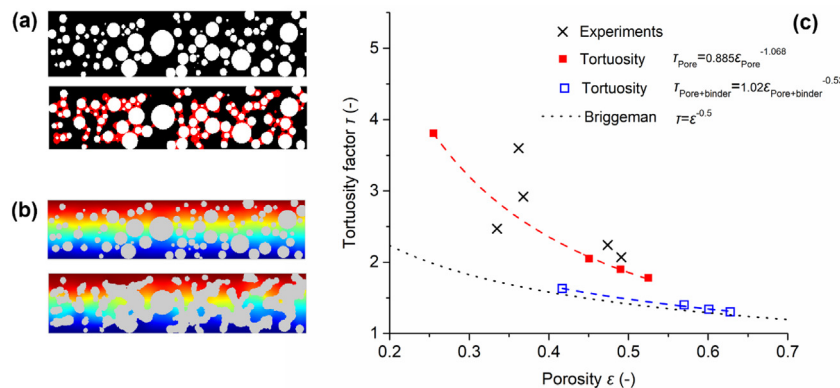 (a)
(b)
(c)
5
4
3
2
1
0.2
0.3
0.4
0.5
0.6
0.7
Tortuosity factor τ (-)
Porosity ε (-)
Experiments
Tortuosity τPore=0.885εPore^-1.068
Tortuosity τPore+binder=1.02εPore+binder
Briggeman τ=ε^-0.5